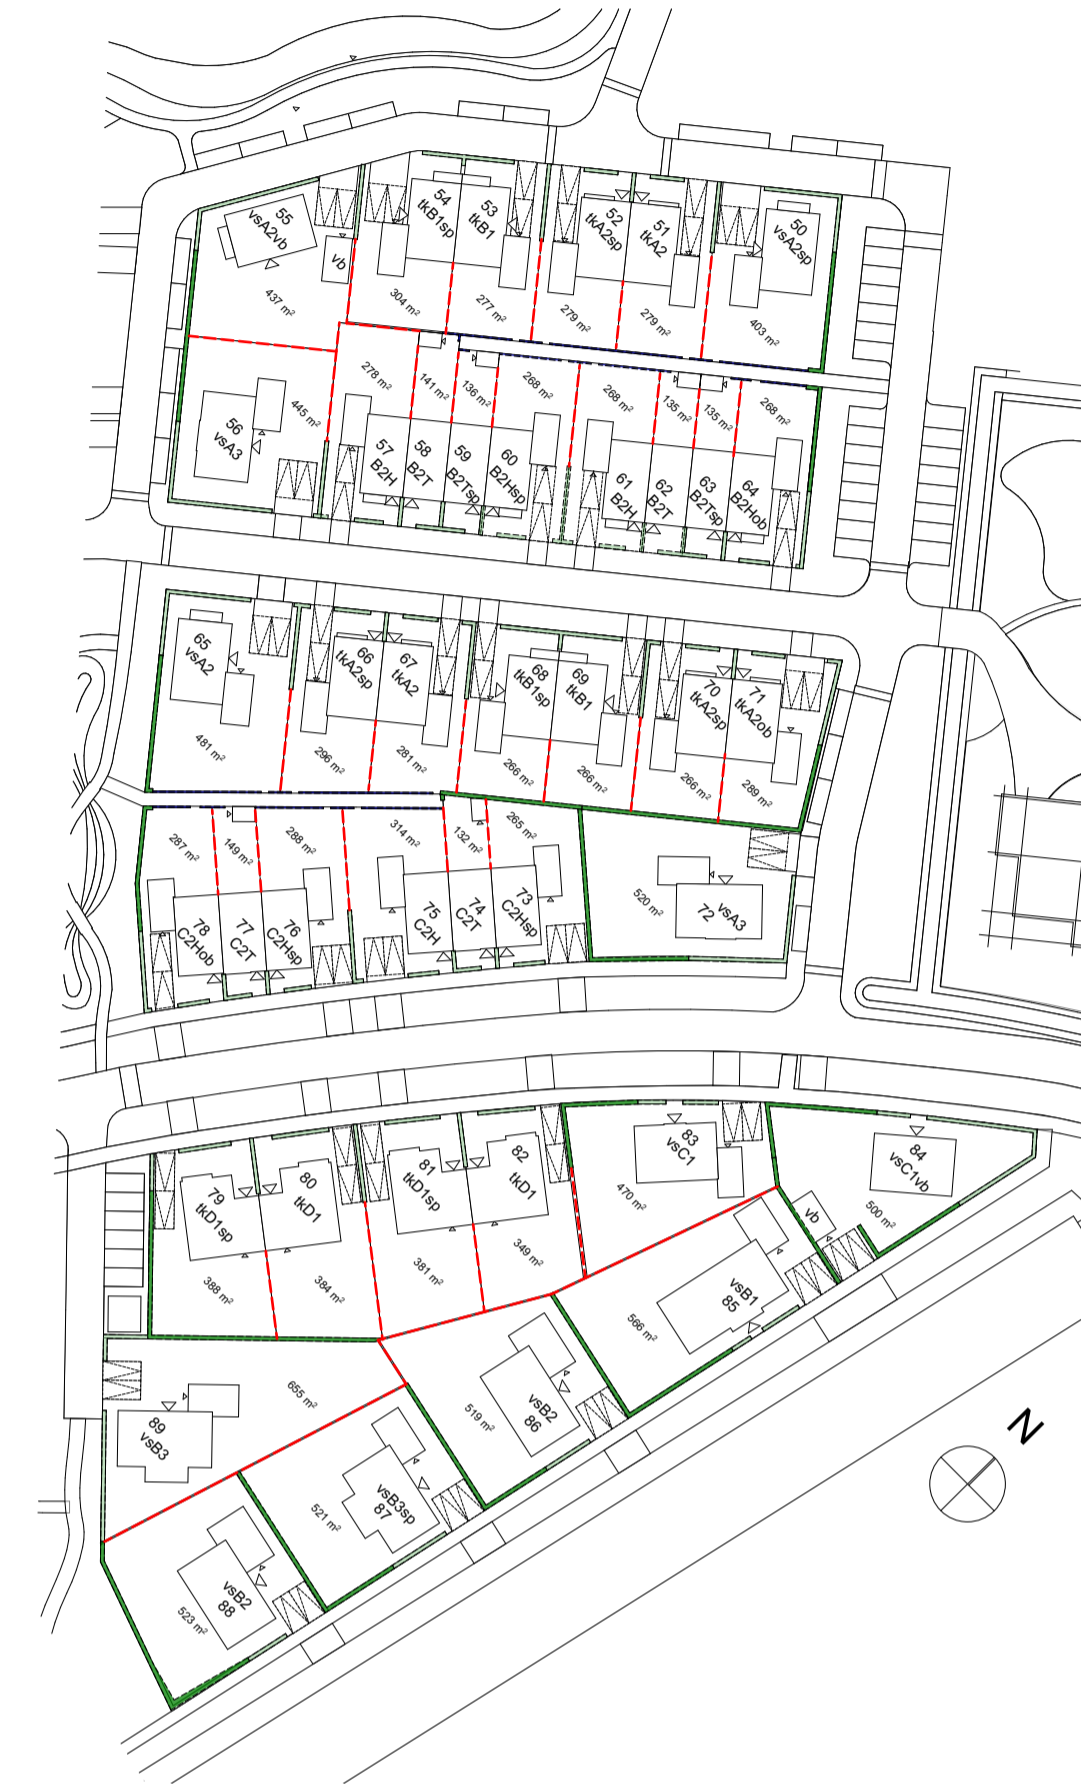 55
vsA2vb
vb
437 m²
54
tkB1sp
304 m²
53
tkB1
277 m²
52
tkA2sp
279 m²
51
tkA2
279 m²
50
vsA2sp
403 m²
56
vsA3
445 m²
278 m²
57
B2H
141 m²
58
B2T
136 m²
59
B2Tsp
268 m²
60
B2Hsp
268 m²
61
B2H
135 m²
62
B2T
135 m²
63
B2Tsp
268 m²
64
B2Hob
65
vsA2
481 m²
66
tkA2sp
296 m²
67
tkA2
281 m²
68
tkB1sp
266 m²
69
tkB1
266 m²
70
tkA2sp
266 m²
71
tkA2ob
289 m²
287 m²
78
C2Hob
149 m²
77
C2T
288 m²
76
C2Hsp
314 m²
75
C2H
132 m²
74
C2T
265 m²
73
C2Hsp
520 m²
72
vsA3
79
tkD1sp
388 m²
80
tkD1
384 m²
81
tkD1sp
381 m²
82
tkD1
349 m²
83
vsC1
470 m²
84
vsC1vb
vb
500 m²
vsB1
85
566 m²
vsB2
86
519 m²
655 m²
89
vsB3
vsB3sp
87
521 m²
vsB2
88
523 m²
N